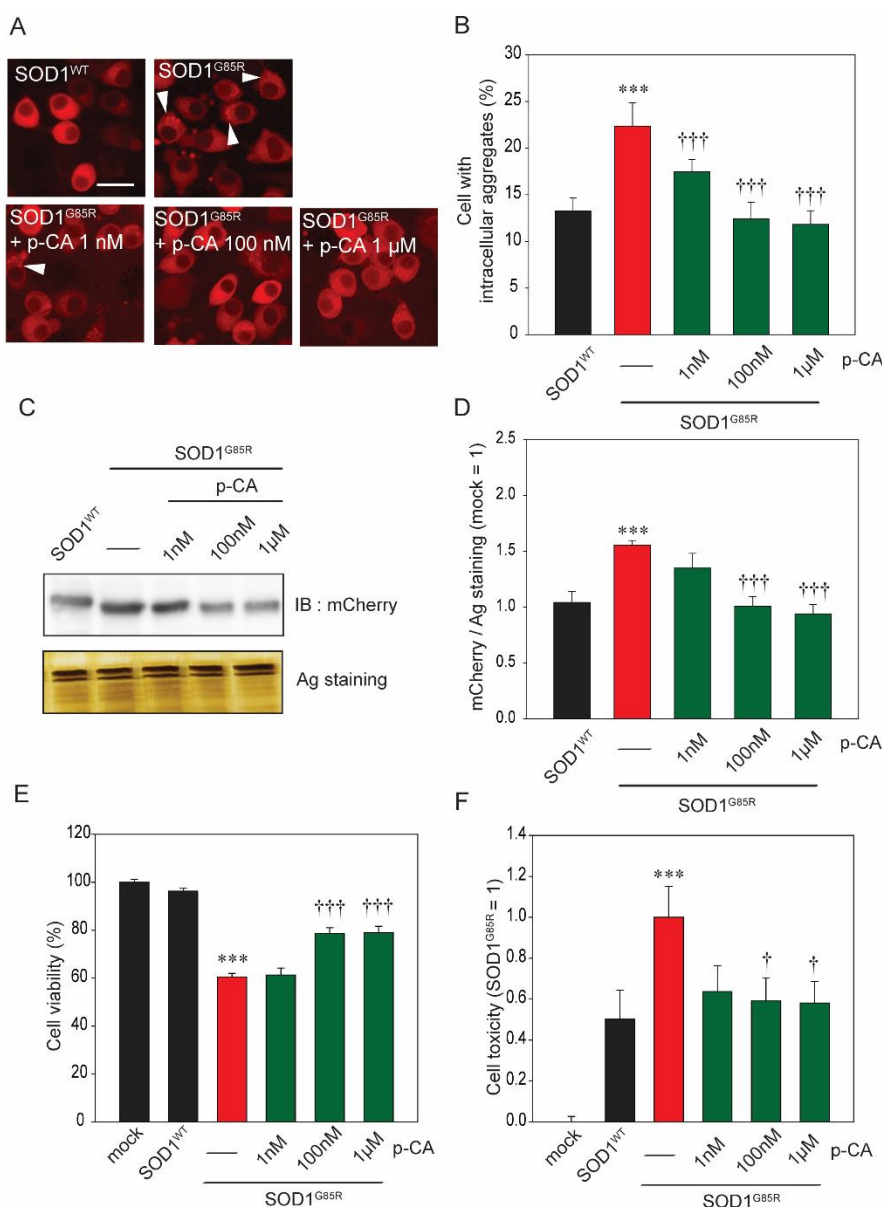 A
SOD1WT
SOD1G85R
SOD1G85R
+ p-CA 1 nM
SOD1G85R
+ p-CA 100 nM
SOD1G85R
+ p-CA 1 μM
B
Cell with
intracellular aggregates (%)
30
25
20
15
10
5
0
***
†††
†††
†††
SOD1WT
—
1nM
100nM
1μM
p-CA
SOD1G85R
C
SOD1G85R
p-CA
SOD1WT
—
1nM
100nM
1μM
IB : mCherry
Ag staining
D
mCherry / Ag staining (mock = 1)
2.5
2.0
1.5
1.0
0.5
0.0
***
†††
†††
SOD1WT
—
1nM
100nM
1μM
p-CA
SOD1G85R
E
Cell viability (%)
120
100
80
60
40
20
0
***
†††
†††
mock
SOD1WT
—
1nM
100nM
1μM
p-CA
SOD1G85R
F
Cell toxicity (SOD1G85R = 1)
1.4
1.2
1.0
0.8
0.6
0.4
0.2
0.0
***
†
†
mock
SOD1WT
—
1nM
100nM
1μM
p-CA
SOD1G85R